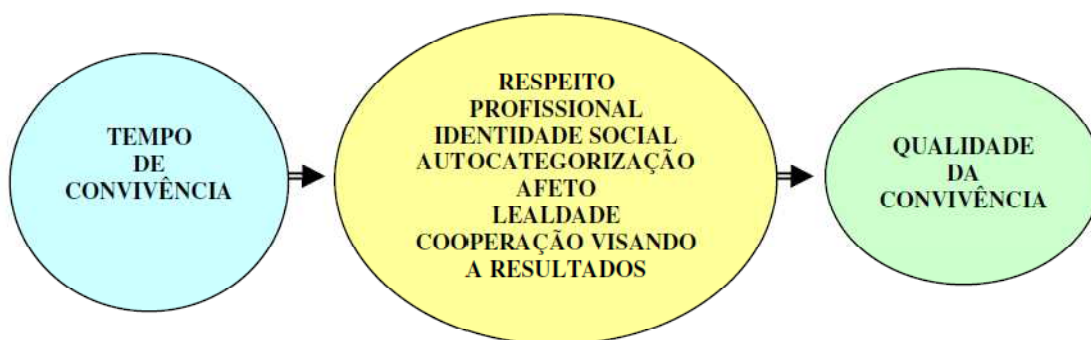 TEMPO
DE
CONVIVÊNCIA
RESPEITO
PROFISSIONAL
IDENTIDADE SOCIAL
AUTOCATEGORIZAÇÃO
AFETO
LEALDADE
COOPERAÇÃO VISANDO
A RESULTADOS
QUALIDADE
DA
CONVIVÊNCIA